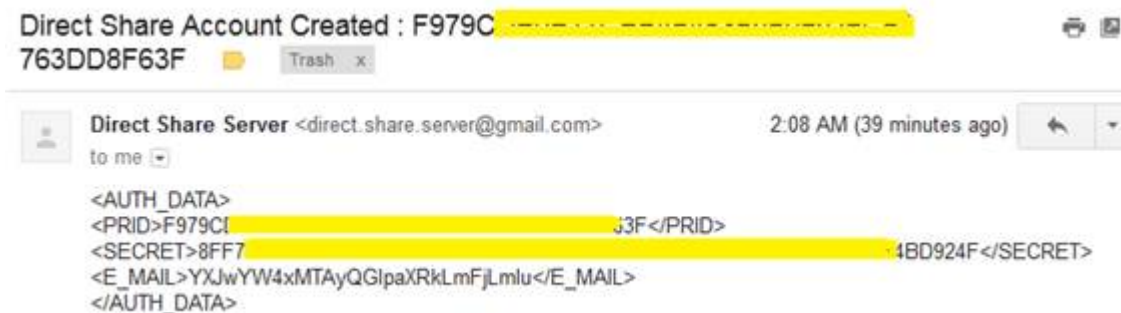 Direct Share Account Created : F979C
763DD8F63F Trash x
Direct Share Server <direct.share.server@gmail.com> 2:08 AM (39 minutes ago)
to me
<AUTH_DATA>
<PRID>F979C 63F</PRID>
<SECRET>8FF7 4BD924F</SECRET>
<E_MAIL>YXJwYW4xMTAyQGlpaXRkLmFjLmlu</E_MAIL>
</AUTH_DATA>